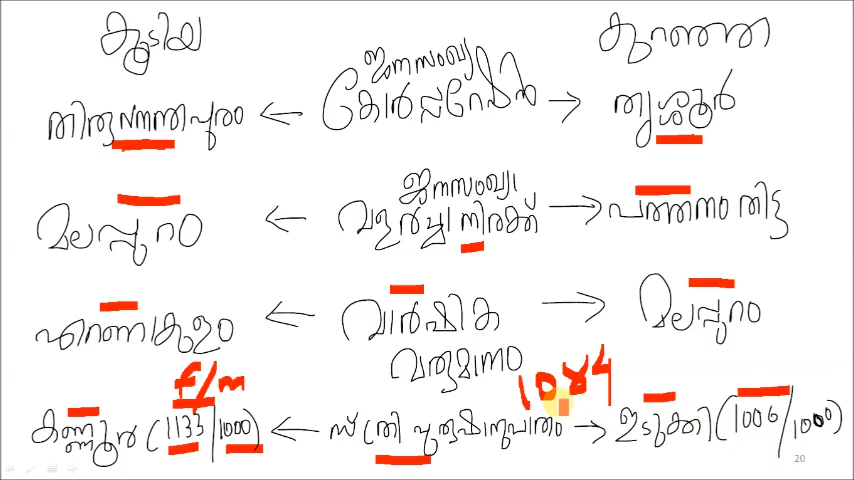 കൂടിയ കുറഞ്ഞ
ജനസംഖ്യ
തിരുവനന്തപുരം ← കോർപ്പറേഷൻ → തൃശ്ശൂർ
ജനസംഖ്യാ
മലപ്പുറം ← വളർച്ചാ നിരക്ക് → പത്തനംതിട്ട
എറണാകുളം ← വാർഷിക → മലപ്പുറം
വരുമാനം
f/m 1084
കണ്ണൂർ (1133/1000) ← സ്ത്രീ പുരുഷാനുപാതം → ഇടുക്കി (1006/1000)
20